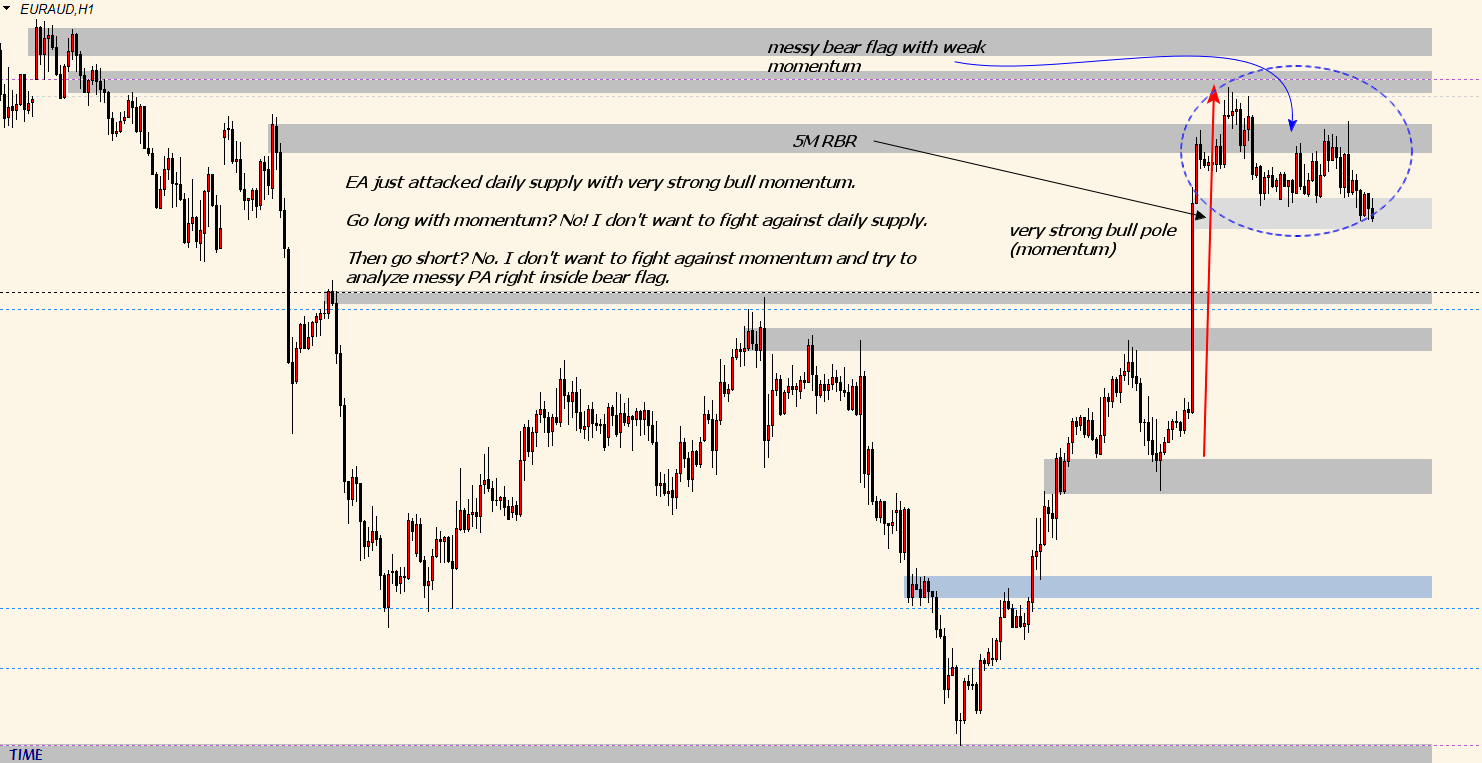 EURAUD,H1
messy bear flag with weak
momentum
5M RBR
EA just attacked daily supply with very strong bull momentum.
Go long with momentum? No! I don't want to fight against daily supply.
very strong bull pole
(momentum)
Then go short? No. I don't want to fight against momentum and try to
analyze messy PA right inside bear flag.
TIME